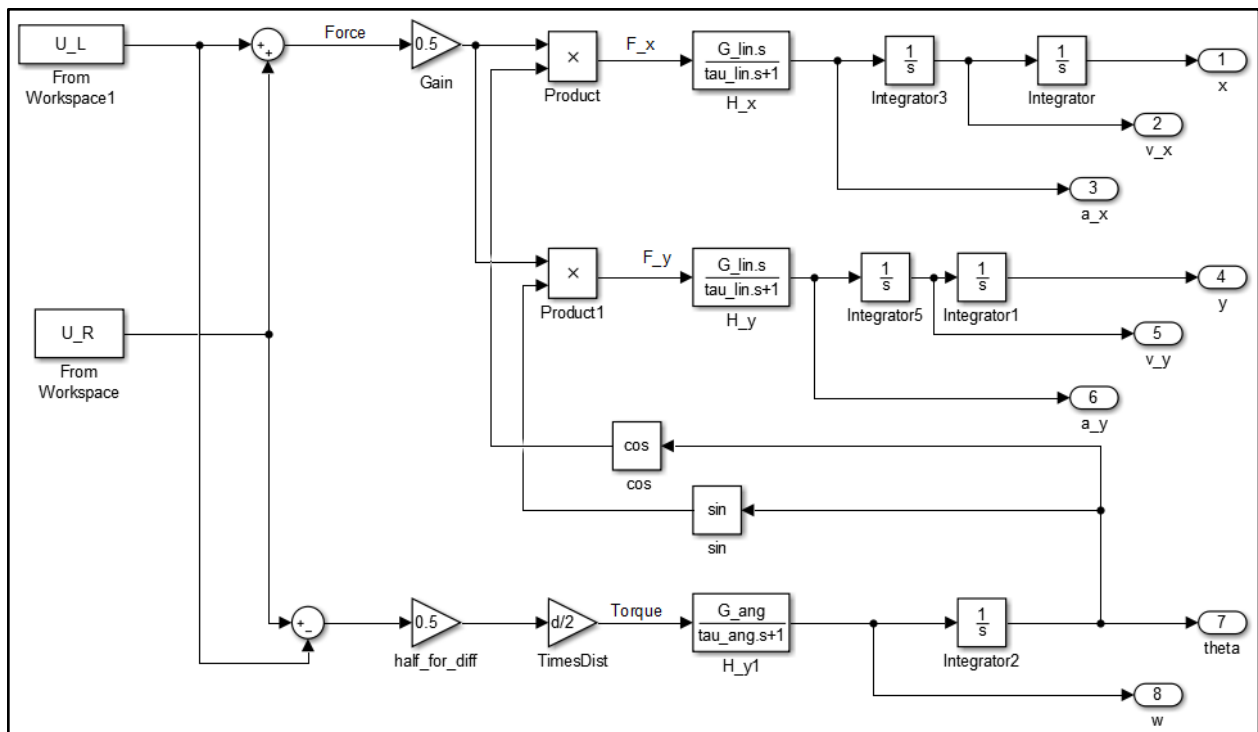 U_L
From
Workspace1
+
+
Force
0.5
Gain
×
Product
F_x
G_lin.s
tau_lin.s+1
H_x
1
s
Integrator3
1
s
Integrator
1
x
2
v_x
3
a_x
U_R
From
Workspace
×
Product1
F_y
G_lin.s
tau_lin.s+1
H_y
1
s
Integrator5
1
s
Integrator1
4
y
5
v_y
6
a_y
cos
cos
sin
sin
+
-
0.5
half_for_diff
d/2
TimesDist
Torque
G_ang
tau_ang.s+1
H_y1
1
s
Integrator2
7
theta
8
w